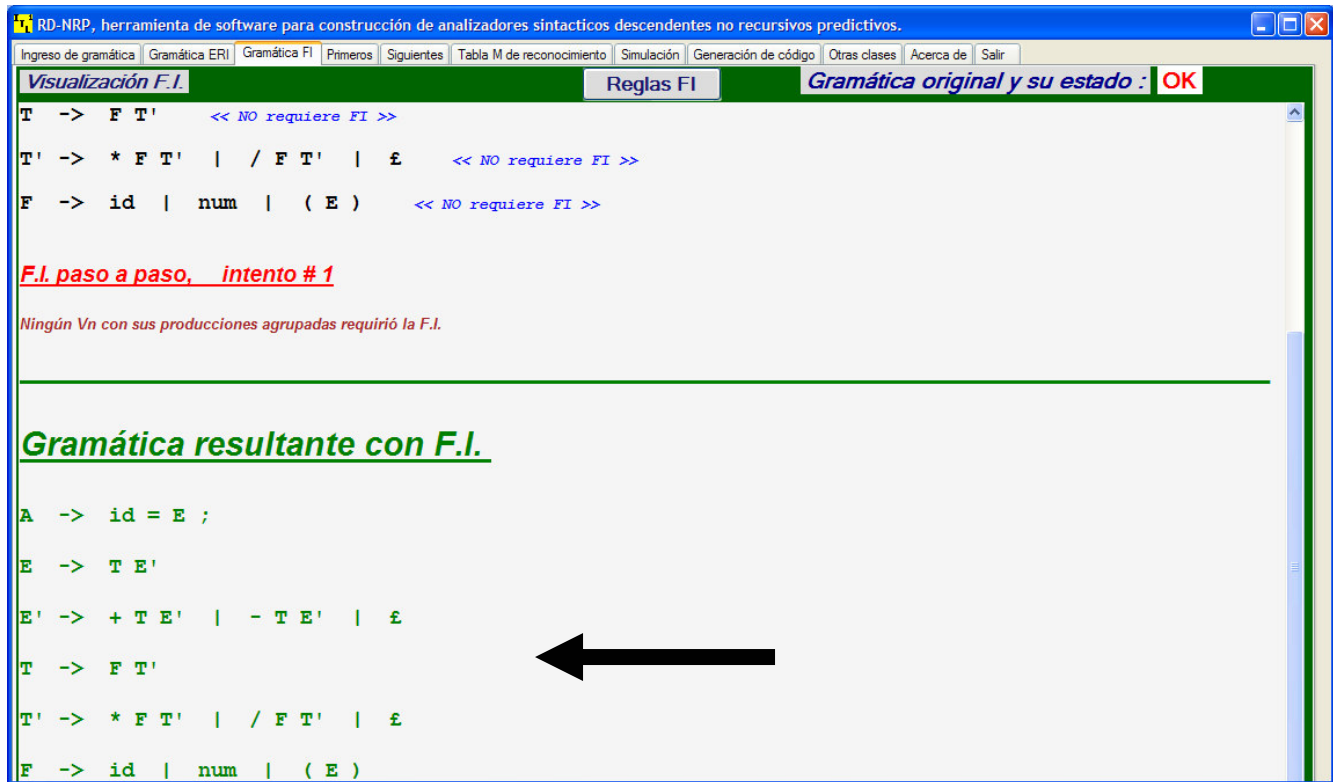 RD-NRP, herramienta de software para construcción de analizadores sintacticos descendentes no recursivos predictivos.
Ingreso de gramática Gramática ERI Gramática FI Primeros Siguientes Tabla M de reconocimiento Simulación Generación de código Otras clases Acerca de Salir
Visualización F.I. Reglas FI Gramática original y su estado : OK
T -> F T' << NO requiere FI >>
T' -> * F T' | / F T' | £ << NO requiere FI >>
F -> id | num | ( E ) << NO requiere FI >>
F.I. paso a paso, intento # 1
Ningún Vn con sus producciones agrupadas requirió la F.I.
Gramática resultante con F.I.
A -> id = E ;
E -> T E'
E' -> + T E' | - T E' | £
T -> F T'
T' -> * F T' | / F T' | £
F -> id | num | ( E )